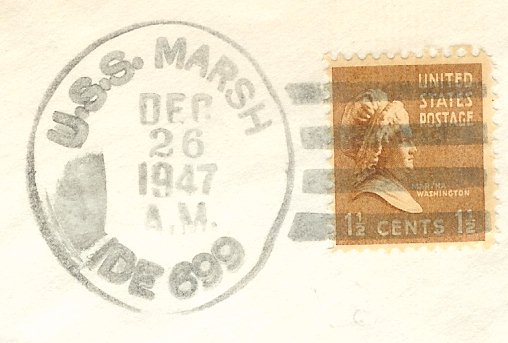 U.S.S. MARSH
DEC
26
1947
A.M.
DE 699
UNITED
STATES
POSTAGE
MARTHA
WASHINGTON
1½ CENTS 1½